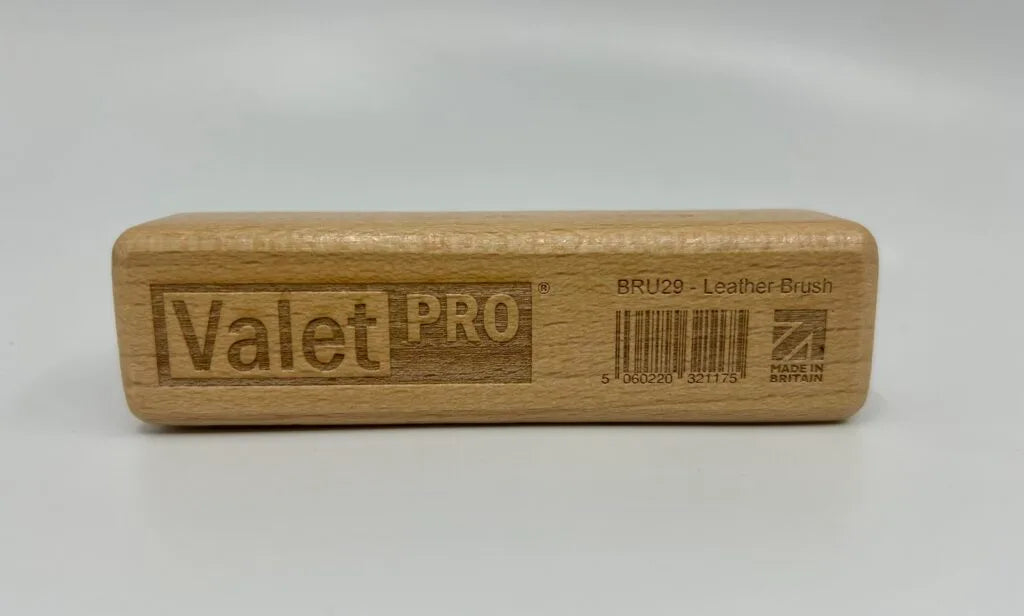 Valet PRO®
BRU29 - Leather Brush
5 060220 321175
MADE IN
BRITAIN